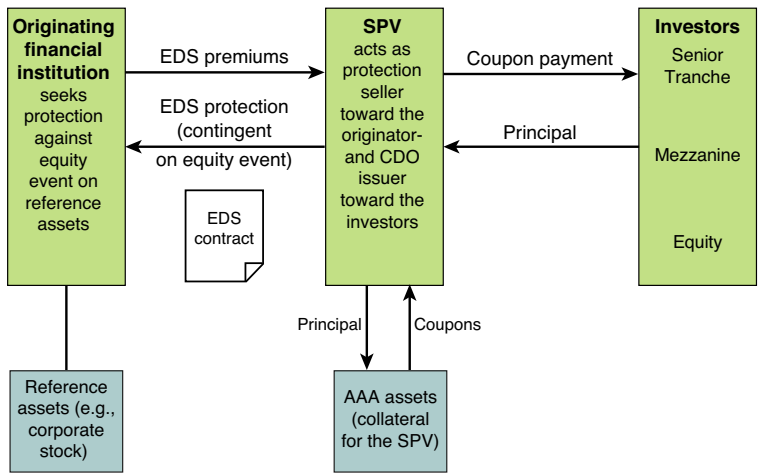 Originating
financial
institution
seeks
protection
against
equity
event on
reference
assets
EDS premiums
EDS protection
(contingent
on equity event)
EDS
contract
SPV
acts as
protection
seller
toward the
originator-
and CDO
issuer
toward the
investors
Coupon payment
Principal
Investors
Senior
Tranche
Mezzanine
Equity
Principal
Coupons
Reference
assets (e.g.,
corporate
stock)
AAA assets
(collateral
for the SPV)